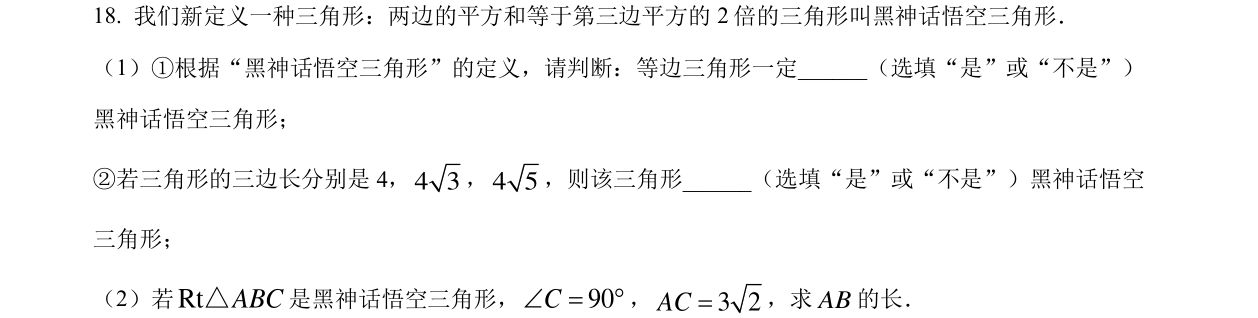 18. 我们新定义一种三角形：两边的平方和等于第三边平方的 2 倍的三角形叫黑神话悟空三角形．
（1）①根据“黑神话悟空三角形”的定义，请判断：等边三角形一定______（选填“是”或“不是”）
黑神话悟空三角形；
②若三角形的三边长分别是 4，4√3，4√5，则该三角形______（选填“是”或“不是”）黑神话悟空
三角形；
（2）若 Rt△ABC 是黑神话悟空三角形，∠C = 90°，AC = 3√2，求 AB 的长．